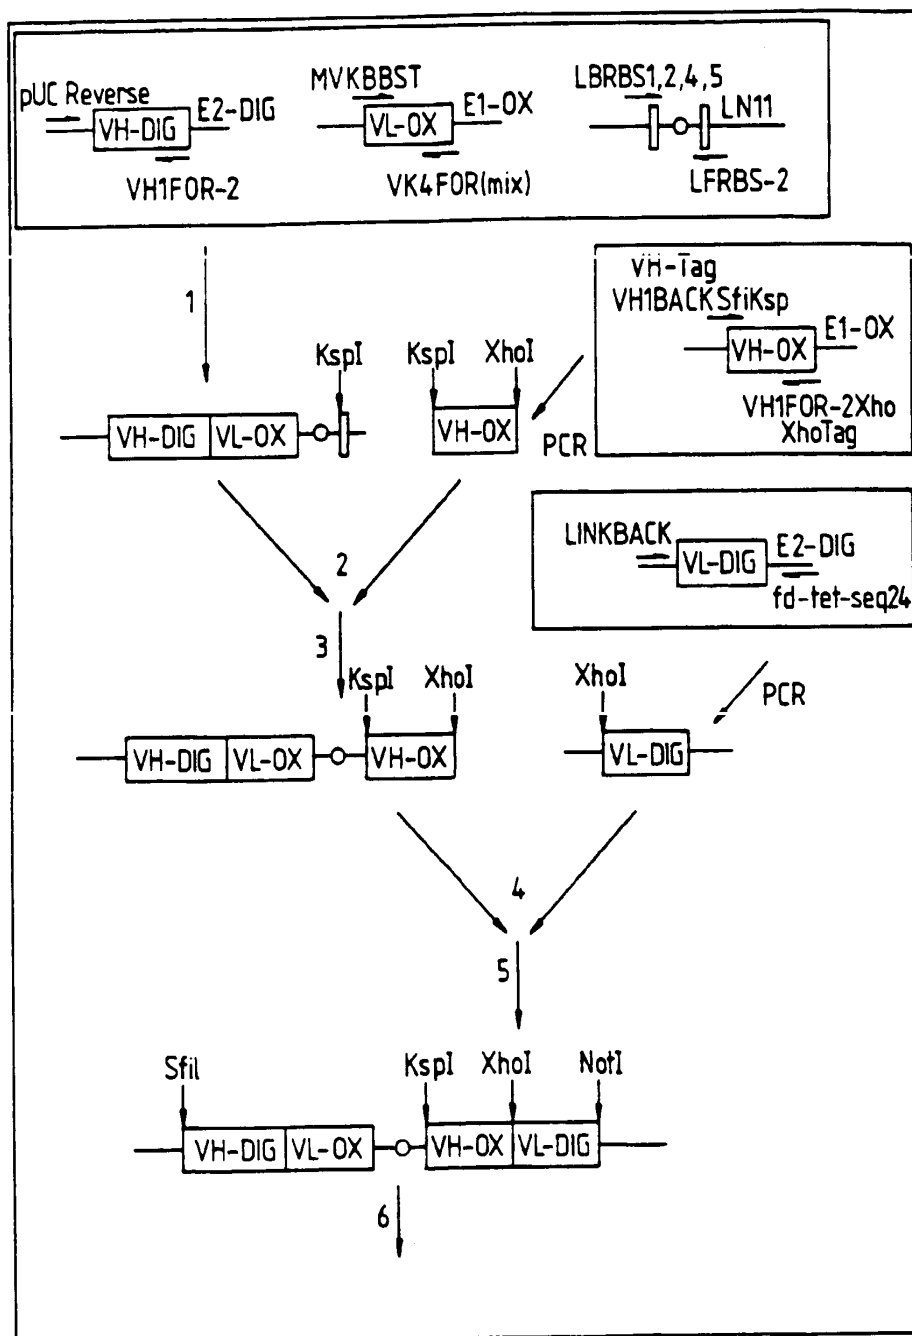 pUC Reverse
VH-DIG
E2-DIG
VH1FOR-2
MVKBBST
VL-OX
E1-OX
VK4FOR(mix)
LBRBS1,2,4,5
LN11
LFRBS-2
1
VH-Tag
VH1BACKSfiKsp
VH-OX
E1-OX
VH1FOR-2Xho
XhoTag
KspI
KspI
XhoI
VH-DIG
VL-OX
VH-OX
PCR
LINKBACK
VL-DIG
E2-DIG
fd-tet-seq24
2
3
KspI
XhoI
XhoI
PCR
VH-DIG
VL-OX
VH-OX
VL-DIG
4
5
SfiI
KspI
XhoI
NotI
VH-DIG
VL-OX
VH-OX
VL-DIG
6